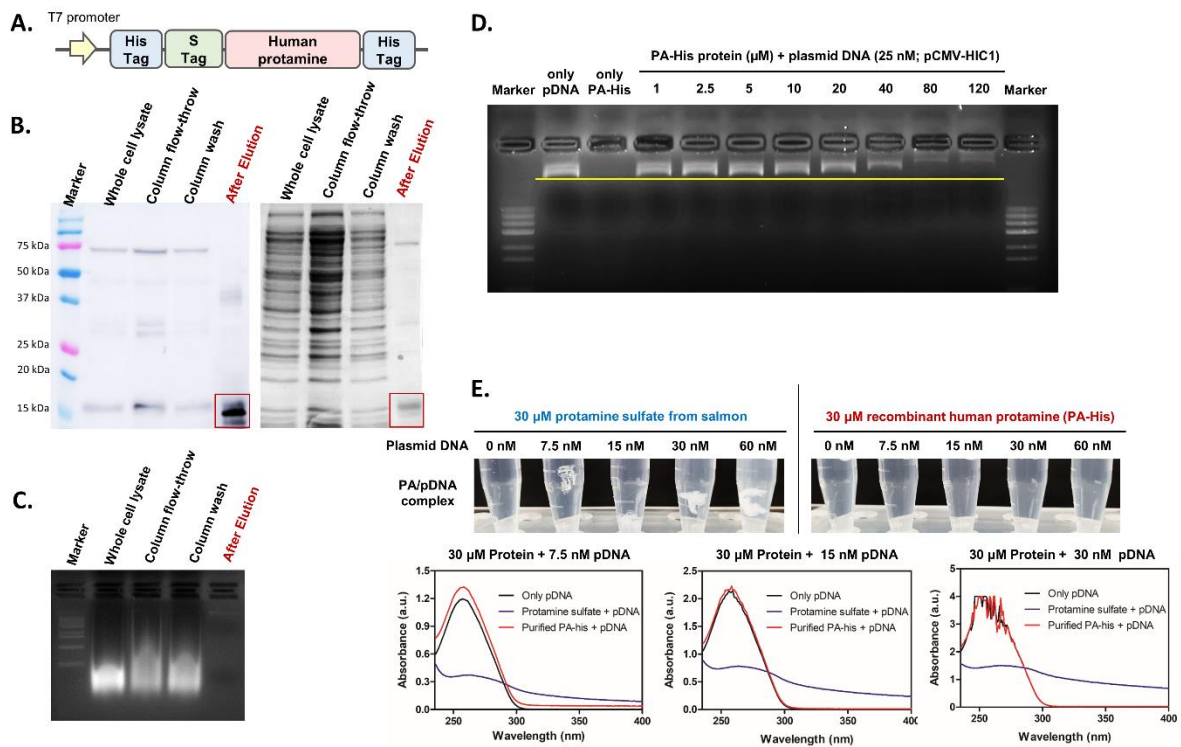 A.
T7 promoter
His Tag
S Tag
Human protamine
His Tag
B.
Marker
Whole cell lysate
Column flow-throw
Column wash
After Elution
Whole cell lysate
Column flow-throw
Column wash
After Elution
75 kDa
50 kDa
37 kDa
25 kDa
20 kDa
15 kDa
C.
Marker
Whole cell lysate
Column flow-throw
Column wash
After Elution
D.
PA-His protein (µM) + plasmid DNA (25 nM; pCMV-HIC1)
Marker only pDNA only PA-His 1 2.5 5 10 20 40 80 120 Marker
E.
30 µM protamine sulfate from salmon
30 µM recombinant human protamine (PA-His)
Plasmid DNA 0 nM 7.5 nM 15 nM 30 nM 60 nM 0 nM 7.5 nM 15 nM 30 nM 60 nM
PA/pDNA complex
30 µM Protein + 7.5 nM pDNA
Absorbance (a.u.)
1.5
1.2
0.9
0.6
0.3
0.0
Only pDNA
Protamine sulfate + pDNA
Purified PA-his + pDNA
250 300 350 400
Wavelength (nm)
30 µM Protein + 15 nM pDNA
Absorbance (a.u.)
2.5
2.0
1.5
1.0
0.5
0.0
Only pDNA
Protamine sulfate + pDNA
Purified PA-his + pDNA
250 300 350 400
Wavelength (nm)
30 µM Protein + 30 nM pDNA
Absorbance (a.u.)
5
4
3
2
1
0
Only pDNA
Protamine sulfate + pDNA
Purified PA-his + pDNA
250 300 350 400
Wavelength (nm)